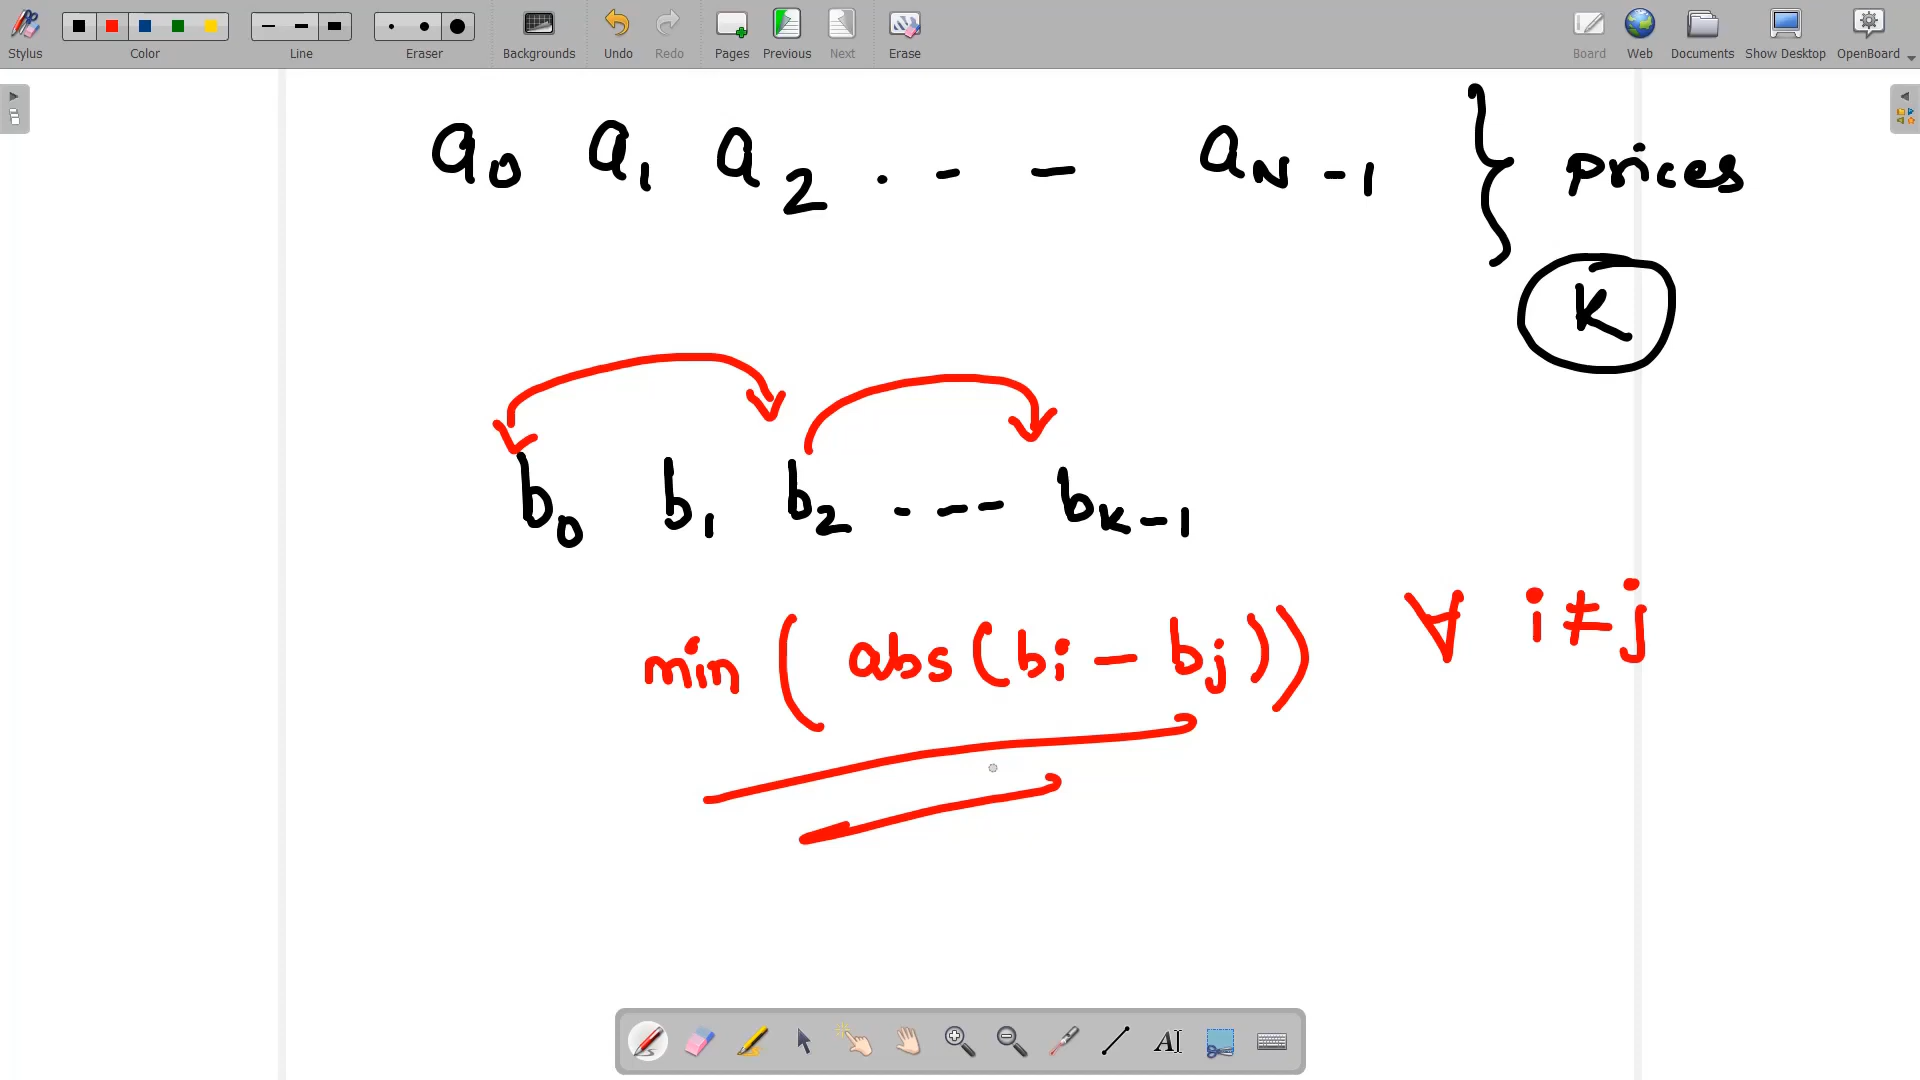 Stylus Color Line Eraser Backgrounds Undo Redo Pages Previous Next Erase Board Web Documents Show Desktop OpenBoard
a0 a1 a2 . - - aN-1 } prices
K
b0 b1 b2 . - - - bK-1
min ( abs (bi - bj)) ∀ i≠j